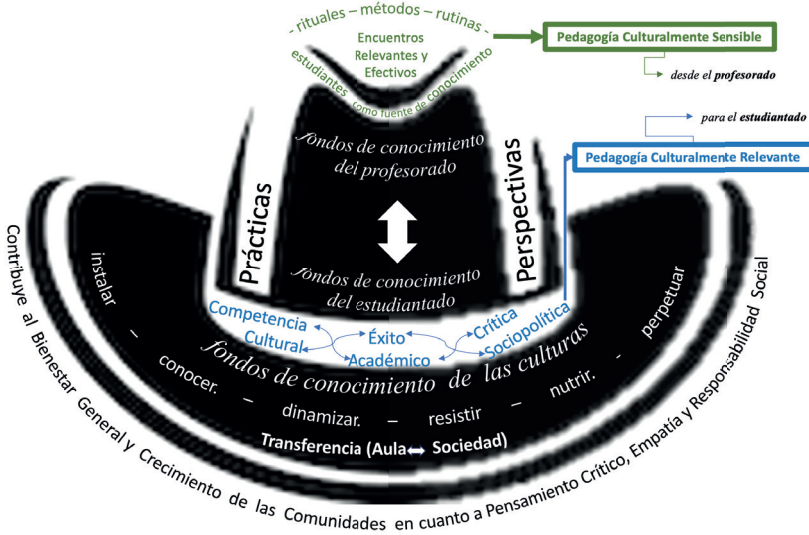 - rituales – métodos – rutinas -
Encuentros
Relevantes y
Efectivos
estudiantes como fuente de conocimiento
Pedagogía Culturalmente Sensible
desde el profesorado
para el estudiantado
Pedagogía Culturalmente Relevante
fondos de conocimiento
del profesorado
Prácticas
Perspectivas
fondos de conocimiento
del estudiantado
Competencia
Cultural
Éxito
Académico
Crítica
Sociopolítica
fondos de conocimiento de las culturas
instalar – conocer. – dinamizar. – resistir – nutrir. - perpetuar
Transferencia (Aula Sociedad)
Contribuye al Bienestar General y Crecimiento de las Comunidades en cuanto a Pensamiento Crítico, Empatía y Responsabilidad Social